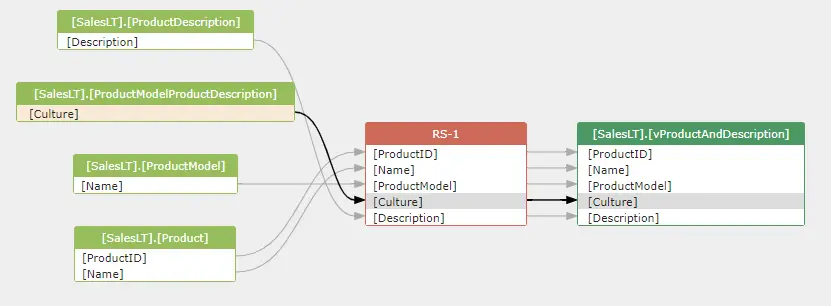 [SalesLT].[ProductDescription]
[Description]
[SalesLT].[ProductModelProductDescription]
[Culture]
[SalesLT].[ProductModel]
[Name]
[SalesLT].[Product]
[ProductID]
[Name]
RS-1
[ProductID]
[Name]
[ProductModel]
[Culture]
[Description]
[SalesLT].[vProductAndDescription]
[ProductID]
[Name]
[ProductModel]
[Culture]
[Description]